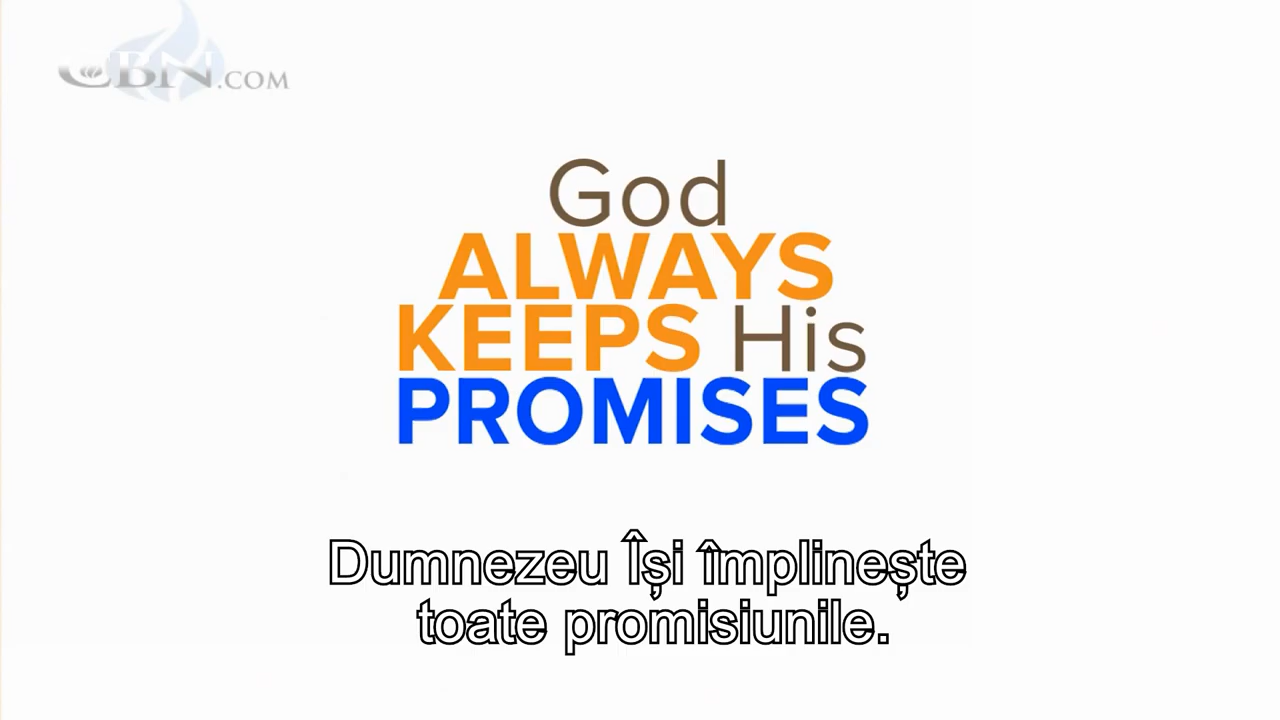 CBN.COM
God
ALWAYS
KEEPS His
PROMISES
Dumnezeu Își împlinește
toate promisiunile.